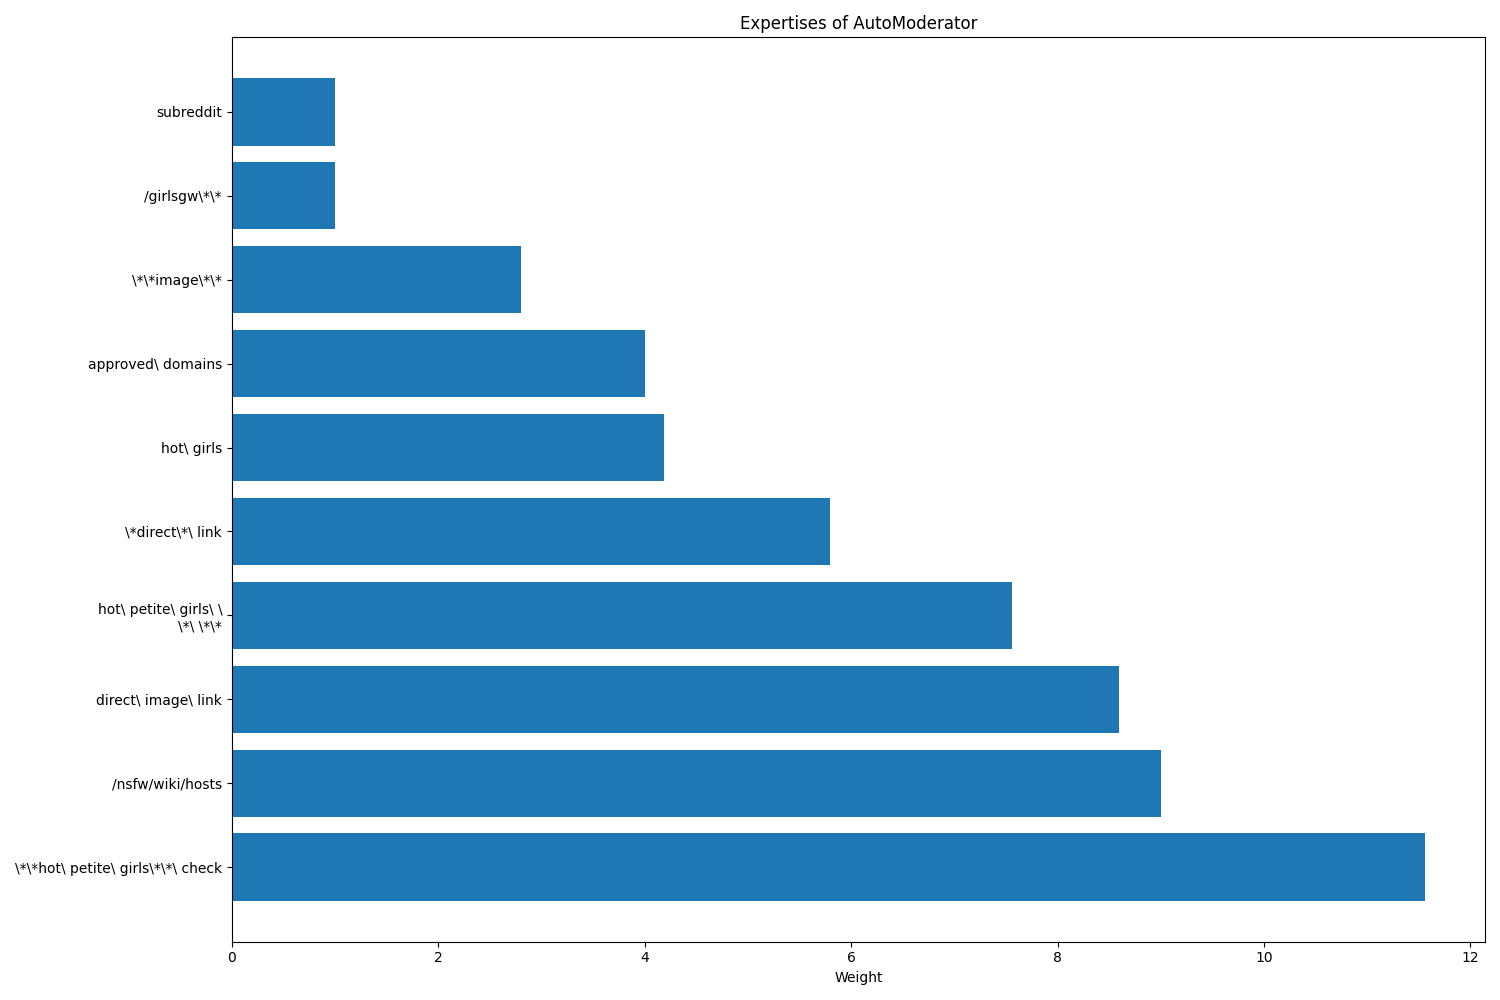 Expertises of AutoModerator
subreddit
/girlsgw\*\*
\*\*image\*\*
approved\ domains
hot\ girls
\*direct\*\ link
hot\ petite\ girls\ \
\*\ \*\*
direct\ image\ link
/nsfw/wiki/hosts
\*\*hot\ petite\ girls\*\*\ check
0 2 4 6 8 10 12
Weight